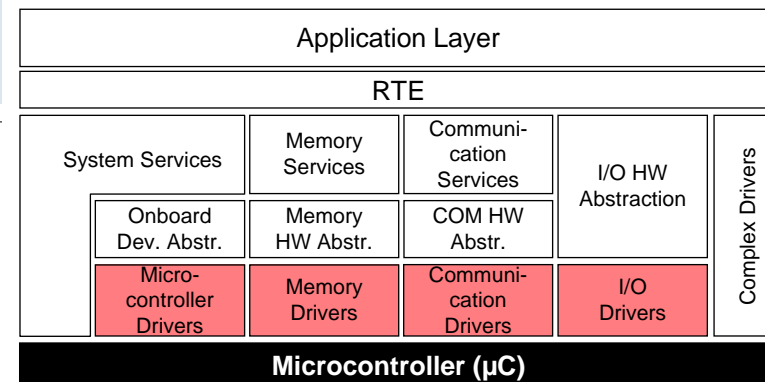 Application Layer
RTE
System Services
Memory
Services
Communi-
cation
Services
I/O HW
Abstraction
Complex Drivers
Onboard
Dev. Abstr.
Memory
HW Abstr.
COM HW
Abstr.
Micro-
controller
Drivers
Memory
Drivers
Communi-
cation
Drivers
I/O
Drivers
Microcontroller (µC)